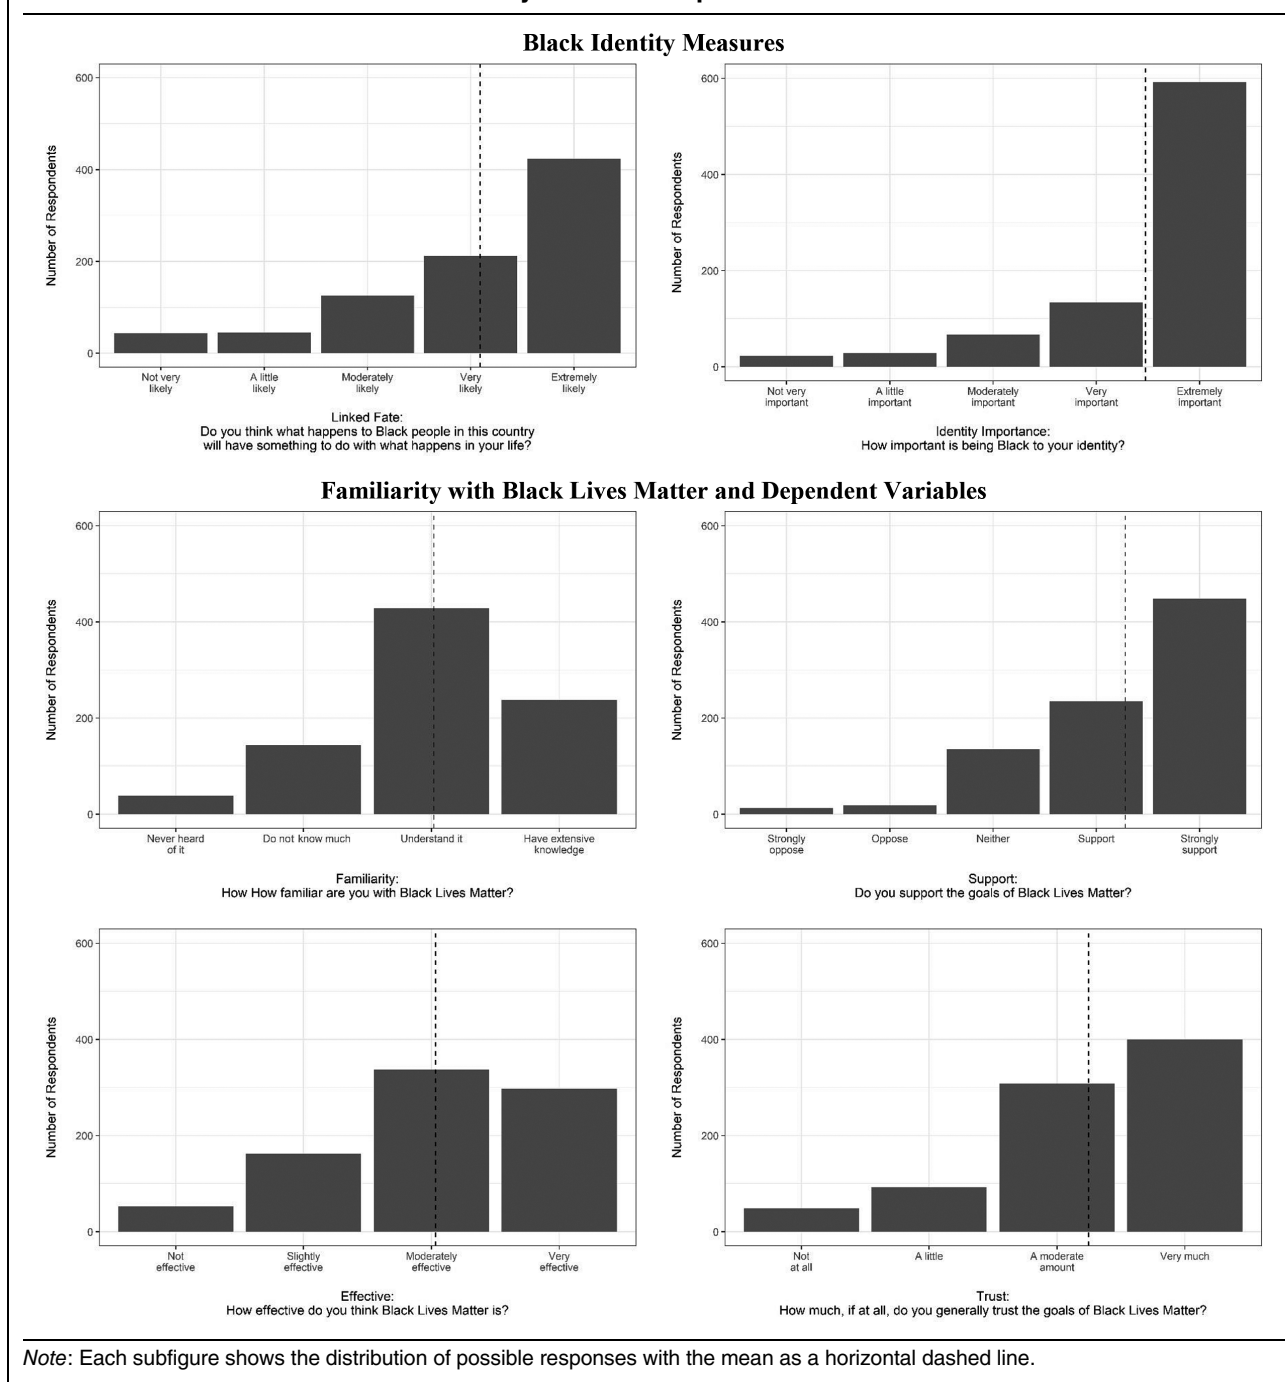 Black Identity Measures
600
400
200
0
Number of Respondents
Not very likely
A little likely
Moderately likely
Very likely
Extremely likely
Linked Fate:
Do you think what happens to Black people in this country
will have something to do with what happens in your life?
600
400
200
0
Number of Respondents
Not very important
A little important
Moderately important
Very important
Extremely important
Identity Importance:
How important is being Black to your identity?
Familiarity with Black Lives Matter and Dependent Variables
600
400
200
0
Number of Respondents
Never heard of it
Do not know much
Understand it
Have extensive knowledge
Familiarity:
How How familiar are you with Black Lives Matter?
600
400
200
0
Number of Respondents
Strongly oppose
Oppose
Neither
Support
Strongly support
Support:
Do you support the goals of Black Lives Matter?
600
400
200
0
Number of Respondents
Not effective
Slightly effective
Moderately effective
Very effective
Effective:
How effective do you think Black Lives Matter is?
600
400
200
0
Number of Respondents
Not at all
A little
A moderate amount
Very much
Trust:
How much, if at all, do you generally trust the goals of Black Lives Matter?
Note: Each subfigure shows the distribution of possible responses with the mean as a horizontal dashed line.